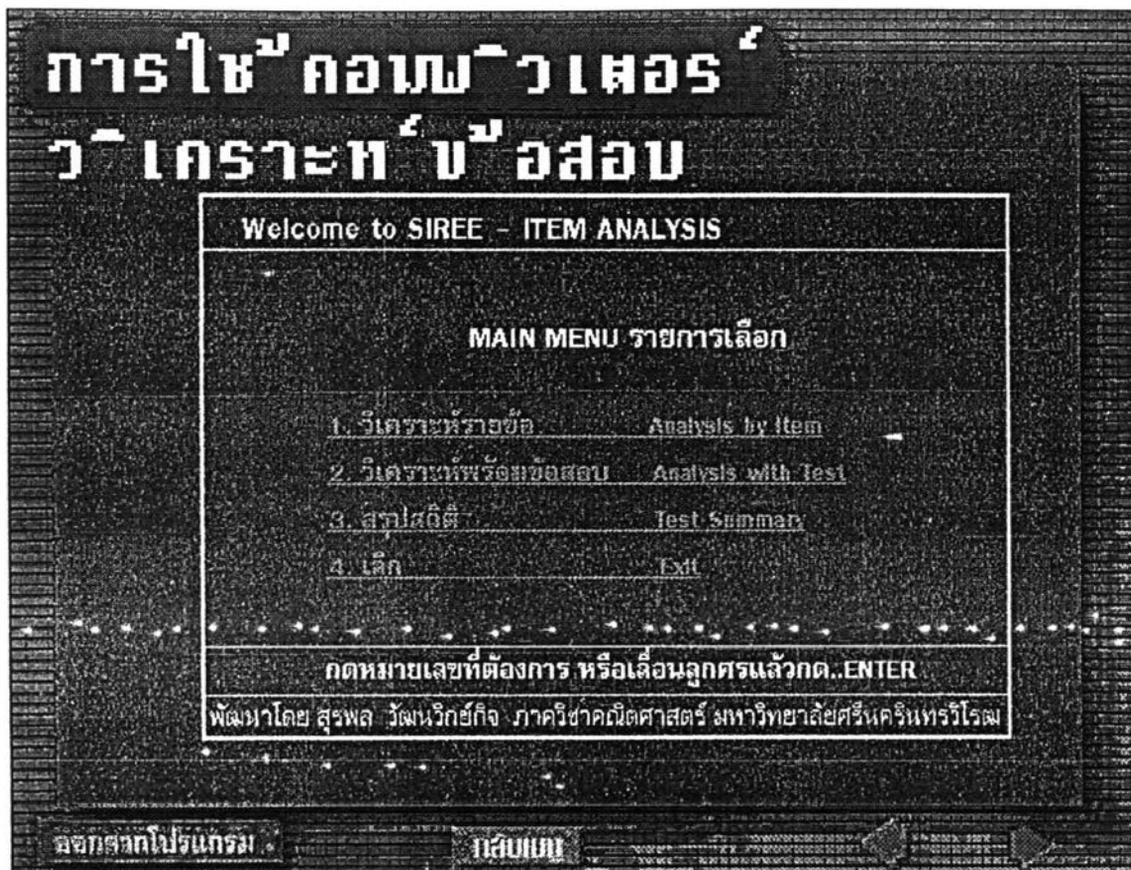 การใช้คอมพิวเตอร์
วิเคราะห์ข้อสอบ
Welcome to SIREE - ITEM ANALYSIS
MAIN MENU รายการเลือก
1. วิเคราะห์รายข้อ Analysis by Item
2. วิเคราะห์พร้อมข้อสอบ Analysis with Test
3. สรุปสถิติ Test Summary
4. เลิก Exit
กดหมายเลขที่ต้องการ หรือเลื่อนลูกศรแล้วกด..ENTER
พัฒนาโดย สุรพล วัฒนวิกย์กิจ ภาควิชาคณิตศาสตร์ มหาวิทยาลัยศรีนครินทรวิโรฒ
ออกจากโปรแกรม
กลับเมนู